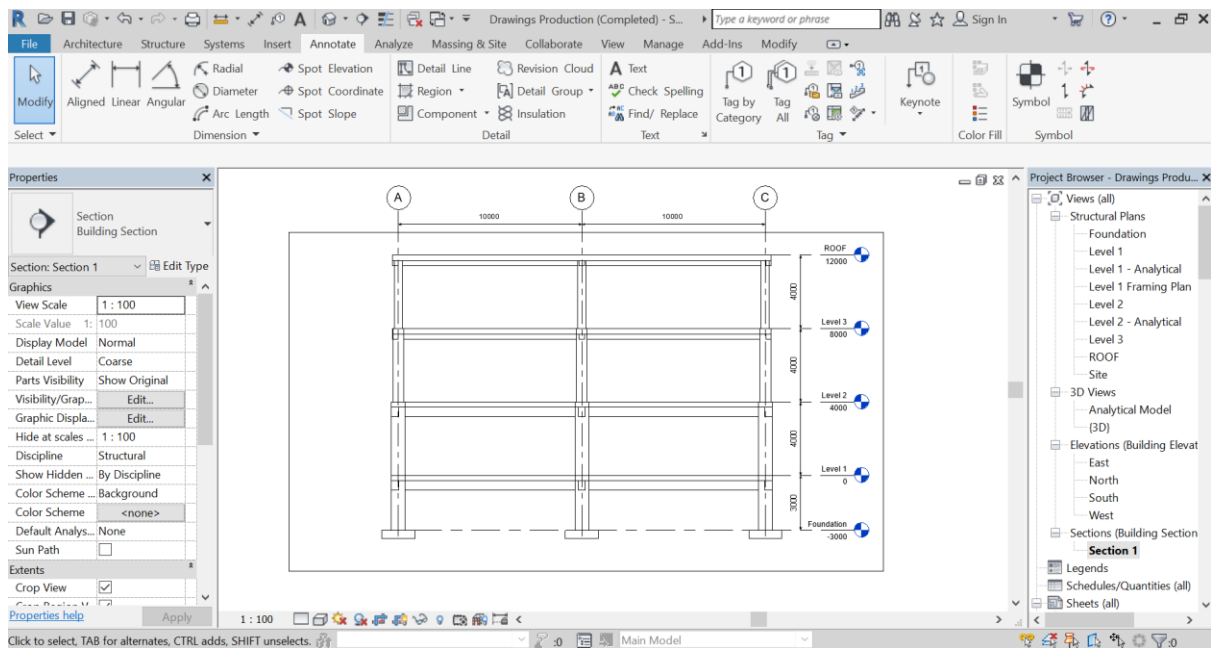 R A Drawings Production (Completed) - S... Type a keyword or phrase Sign In ?
File Architecture Structure Systems Insert Annotate Analyze Massing & Site Collaborate View Manage Add-Ins Modify
Modify
Select
Aligned Linear Angular
Radial
Diameter
Arc Length
Spot Elevation
Spot Coordinate
Spot Slope
Dimension
Detail Line
Region
Component
Revision Cloud
Detail Group
Insulation
Detail
A Text
ABC Check Spelling
Find/ Replace
Text
1 Tag by Category
1 Tag All
Tag
Keynote
Color Fill
Symbol
Symbol
Properties
Section
Building Section
Section: Section 1 Edit Type
Graphics
View Scale 1 : 100
Scale Value 1: 100
Display Model Normal
Detail Level Coarse
Parts Visibility Show Original
Visibility/Grap... Edit...
Graphic Displa... Edit...
Hide at scales ... 1 : 100
Discipline Structural
Show Hidden ... By Discipline
Color Scheme ... Background
Color Scheme <none>
Default Analys... None
Sun Path
Extents
Crop View
Properties help Apply
A B C
10000 10000
ROOF
12000
4000
Level 3
8000
4000
Level 2
4000
4000
Level 1
0
3000
Foundation
-3000
1 : 100
Project Browser - Drawings Produ...
Views (all)
Structural Plans
Foundation
Level 1
Level 1 - Analytical
Level 1 Framing Plan
Level 2
Level 2 - Analytical
Level 3
ROOF
Site
3D Views
Analytical Model
{3D}
Elevations (Building Elevat
East
North
South
West
Sections (Building Section
Section 1
Legends
Schedules/Quantities (all)
Sheets (all)
Click to select, TAB for alternates, CTRL adds, SHIFT unselects. :0 Main Model :0